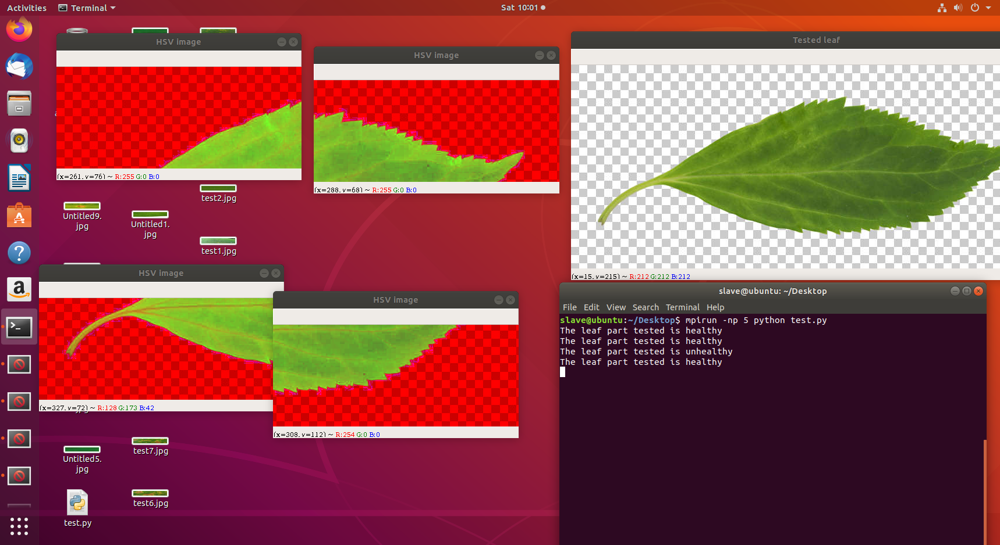 Activities
Terminal
Sat 10:01
HSV image
(x=261, y=76) ~ R:255 G:0 B:0
HSV image
(x=288, y=68) ~ R:255 G:0 B:0
Tested leaf
(x=15, y=215) ~ R:212 G:212 B:212
test2.jpg
Untitled9.
jpg
Untitled1.
jpg
test1.jpg
HSV image
(x=327, y=72) ~ R:128 G:173 B:42
HSV image
(x=308, y=112) ~ R:254 G:0 B:0
jpg
Untitled5.
jpg
test7.jpg
test6.jpg
test.py
slave@ubuntu: ~/Desktop
File Edit View Search Terminal Help
slave@ubuntu:~/Desktop$ mpirun -np 5 python test.py
The leaf part tested is healthy
The leaf part tested is healthy
The leaf part tested is unhealthy
The leaf part tested is healthy